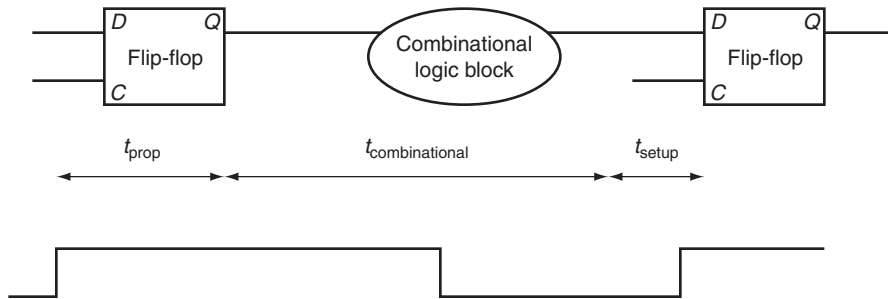 D Q
Flip-flop
C
Combinational
logic block
D Q
Flip-flop
C
tprop
tcombinational
tsetup